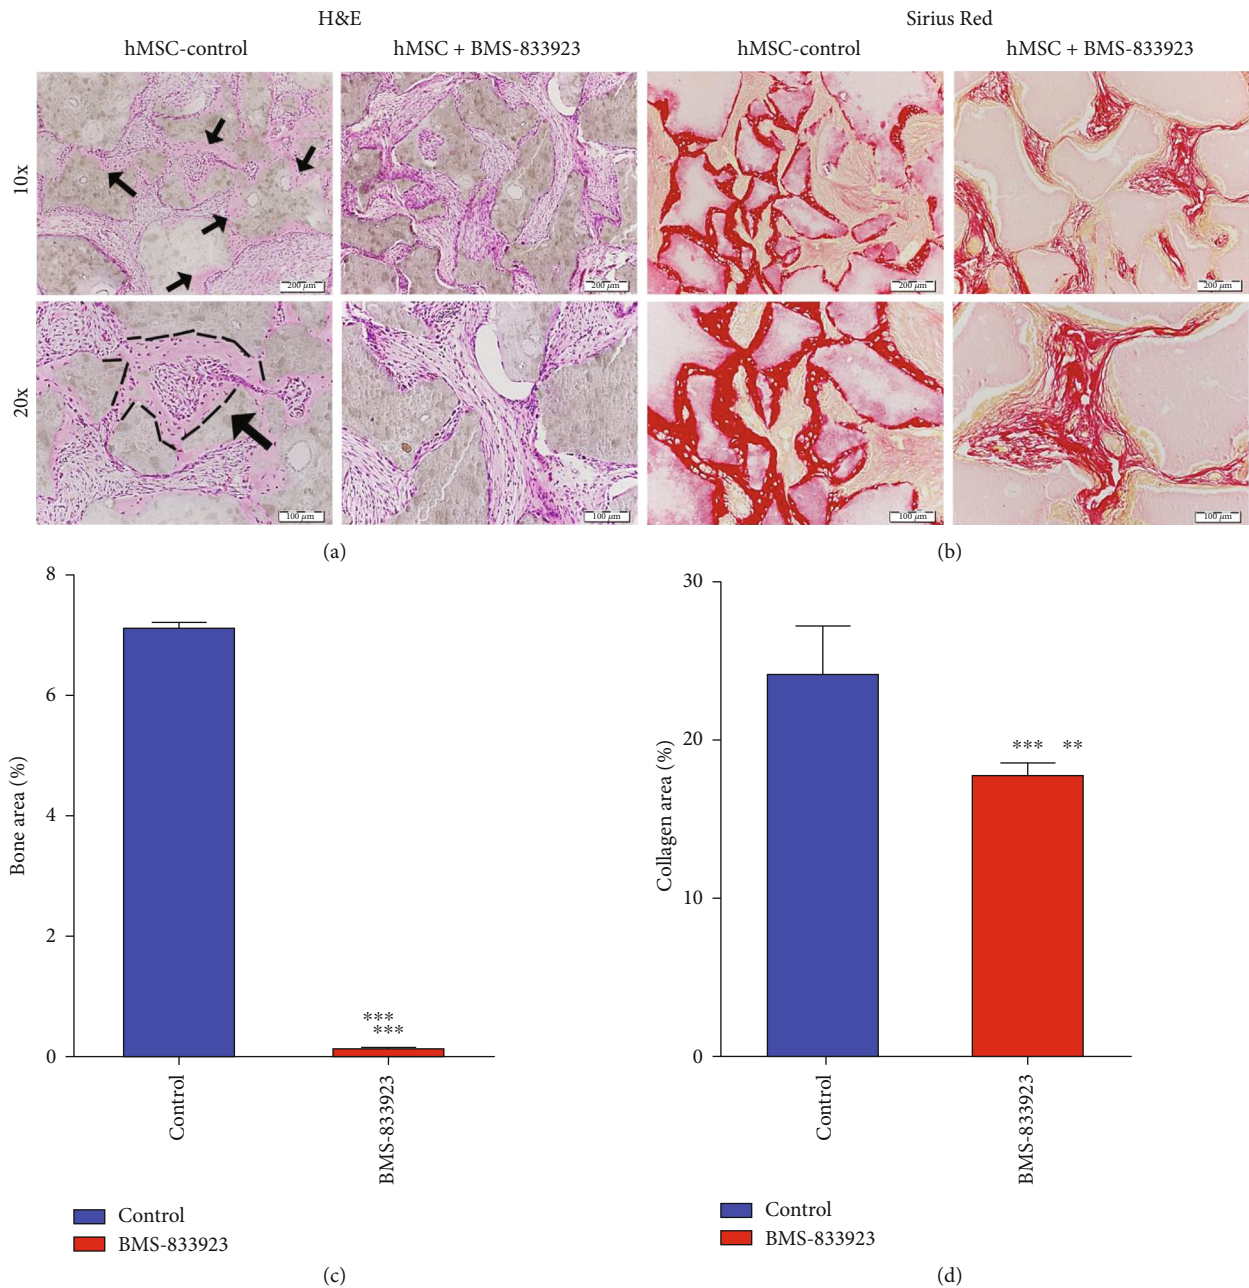 H&E
Sirius Red
hMSC-control
hMSC + BMS-833923
hMSC-control
hMSC + BMS-833923
10x
200 μm
200 μm
200 μm
200 μm
20x
100 μm
100 μm
100 μm
100 μm
(a)
(b)
Bone area (%)
8
6
4
2
0
***
***
Control
BMS-833923
Control
BMS-833923
(c)
Collagen area (%)
30
20
10
0
*** **
Control
BMS-833923
Control
BMS-833923
(d)